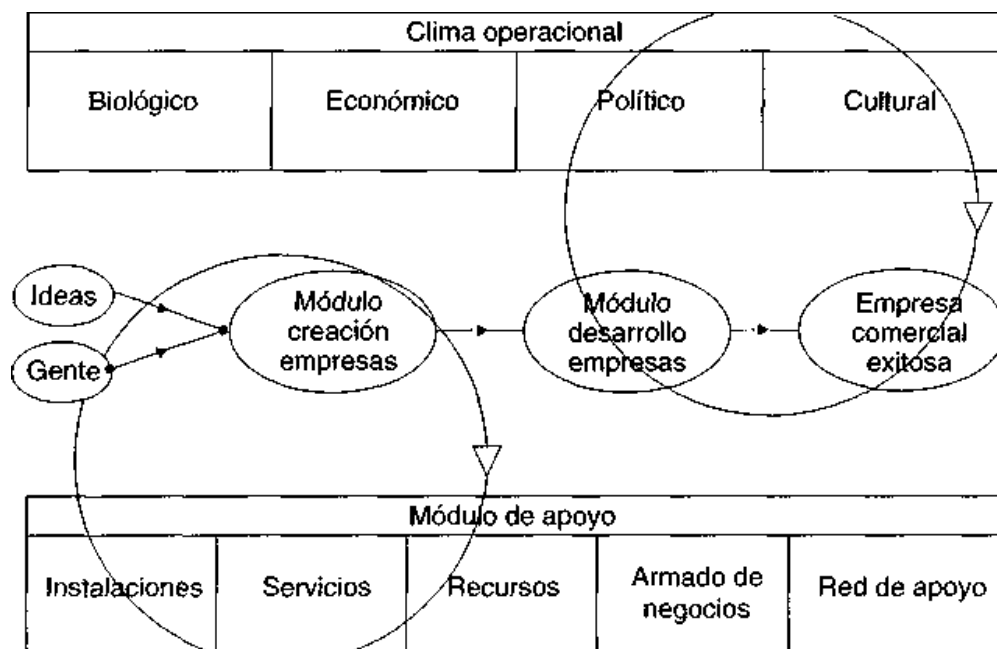 Clima operacional
Biológico
Económico
Político
Cultural
Ideas
Gente
Módulo
creación
empresas
Módulo
desarrollo
empresas
Empresa
comercial
exitosa
Módulo de apoyo
Instalaciones
Servicios
Recursos
Armado de
negocios
Red de apoyo